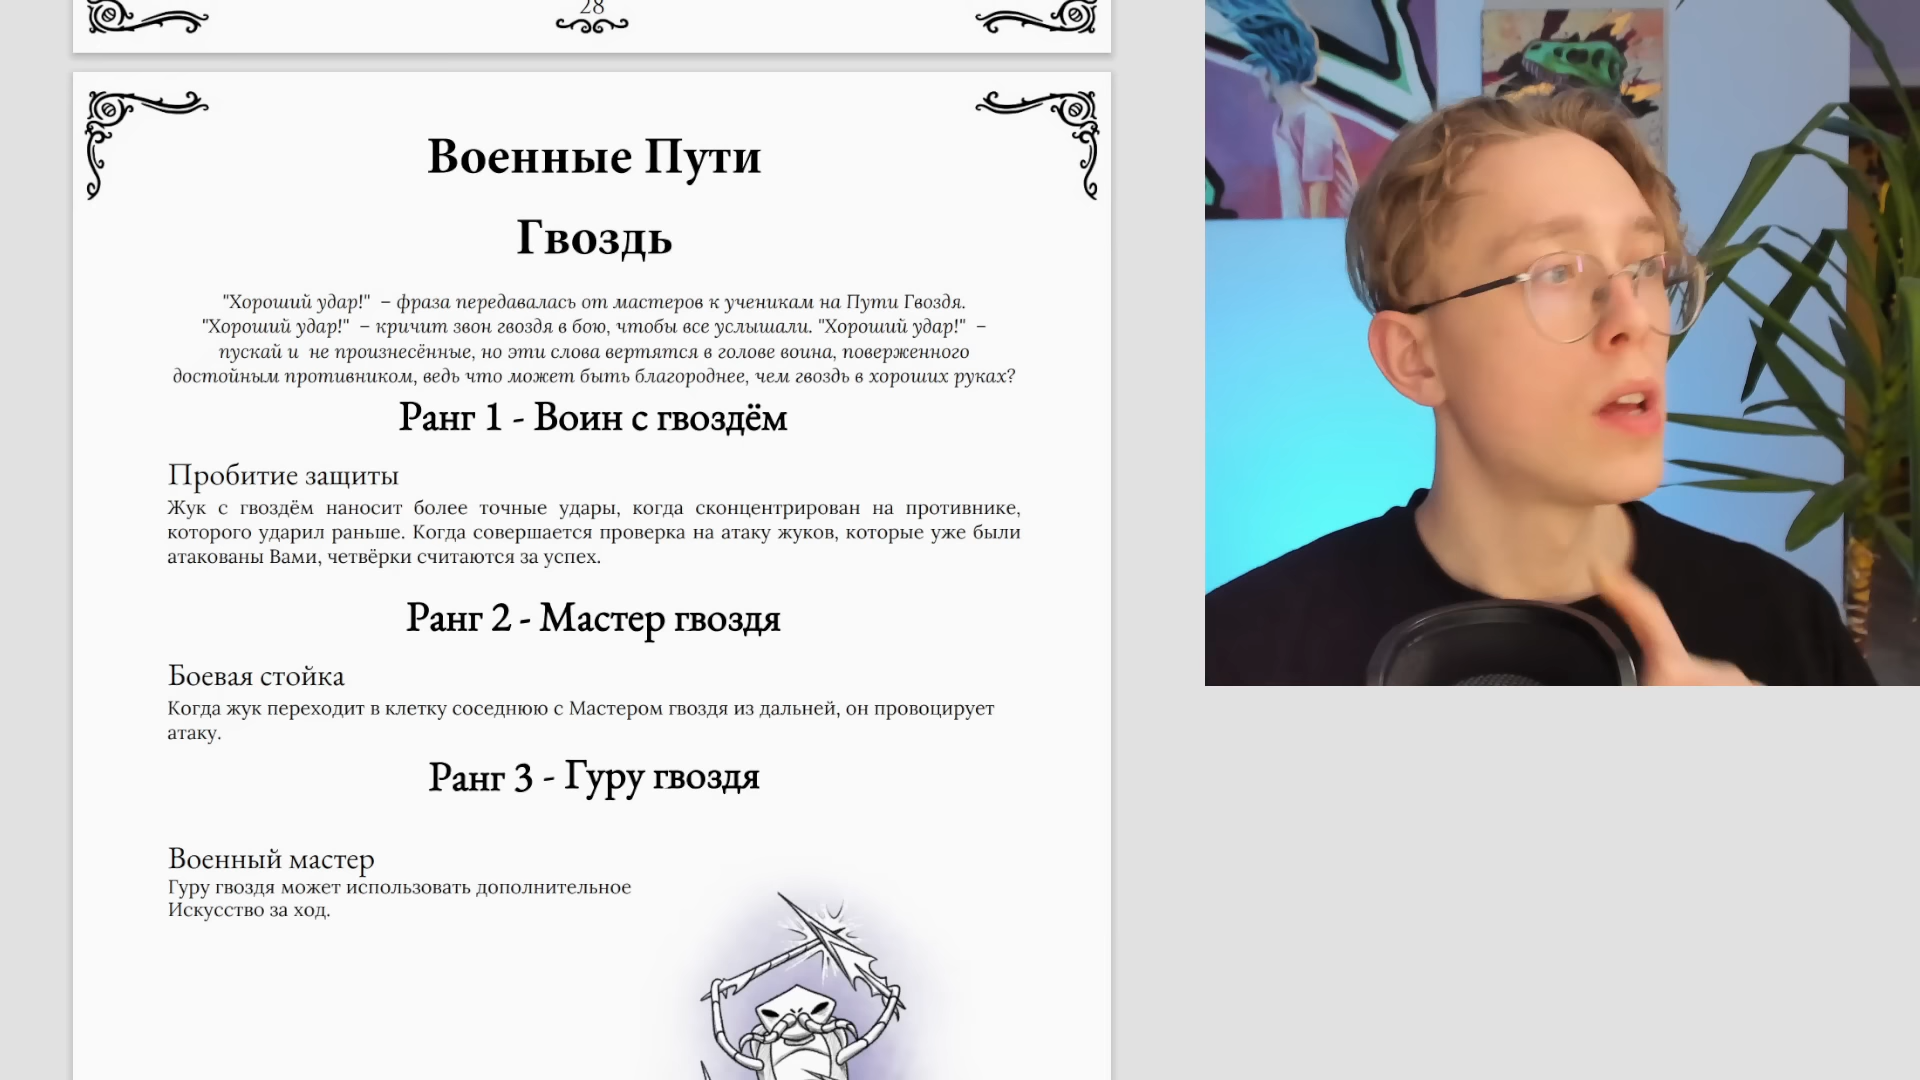 28
Военные Пути
Гвоздь
"Хороший удар!" – фраза передавалась от мастеров к ученикам на Пути Гвоздя.
"Хороший удар!" – кричит звон гвоздя в бою, чтобы все услышали. "Хороший удар!" –
пускай и не произнесённые, но эти слова вертятся в голове воина, поверженного
достойным противником, ведь что может быть благороднее, чем гвоздь в хороших руках?
Ранг 1 - Воин с гвоздём
Пробитие защиты
Жук с гвоздём наносит более точные удары, когда сконцентрирован на противнике,
которого ударил раньше. Когда совершается проверка на атаку жуков, которые уже были
атакованы Вами, четвёрки считаются за успех.
Ранг 2 - Мастер гвоздя
Боевая стойка
Когда жук переходит в клетку соседнюю с Мастером гвоздя из дальней, он провоцирует
атаку.
Ранг 3 - Гуру гвоздя
Военный мастер
Гуру гвоздя может использовать дополнительное
Искусство за ход.